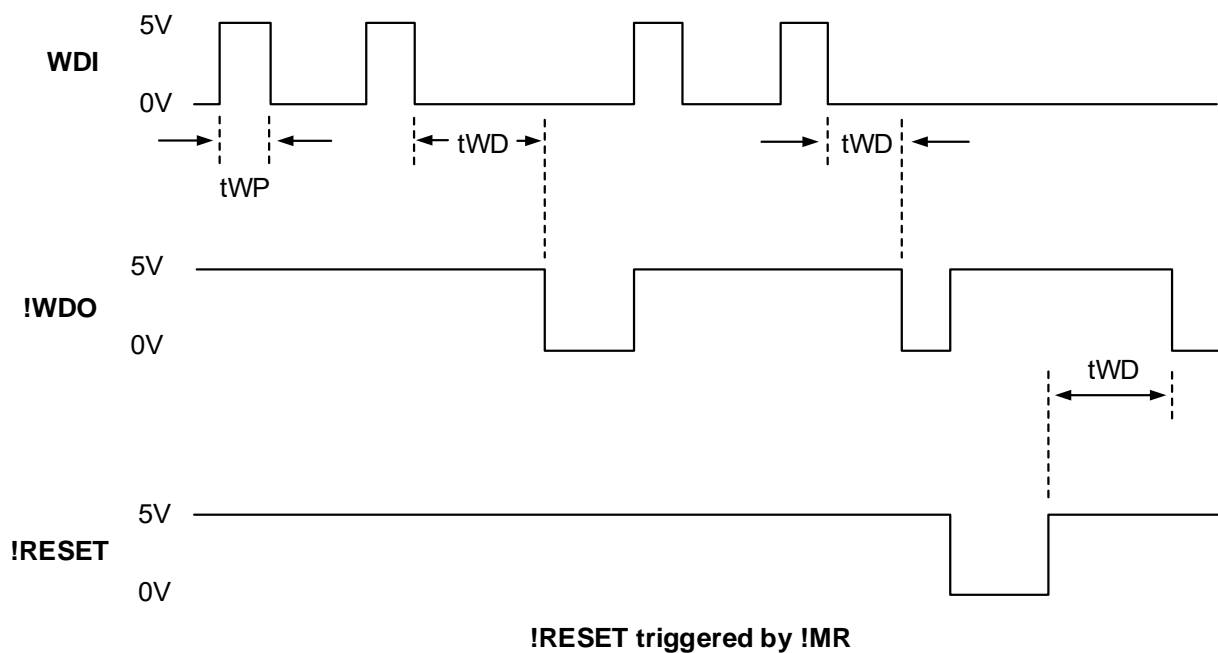 5V
WDI
0V
tWD
tWD
tWP
5V
!WDO
0V
tWD
5V
!RESET
0V
!RESET triggered by !MR